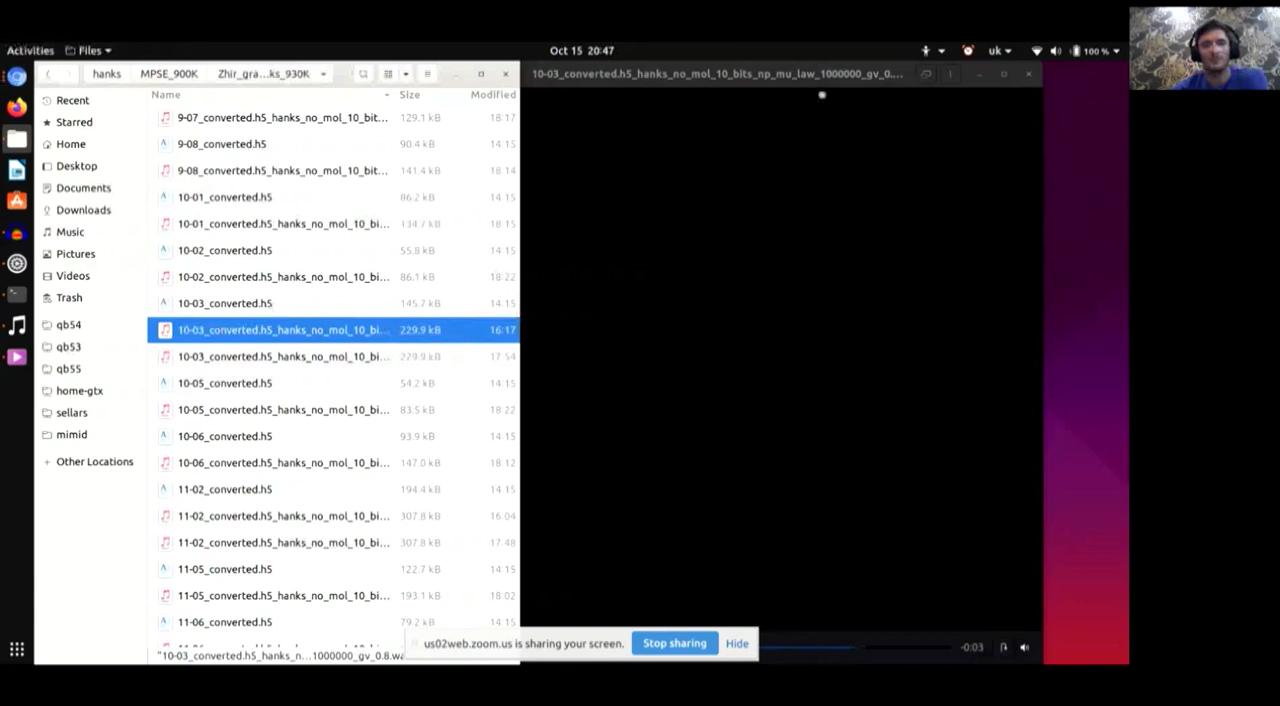 Activities Files Oct 15 20:47 uk 100 %
hanks MPSE_900K Zhir_gra...ks_930K
10-03_converted.h5_hanks_no_mol_10_bits_np_mu_law_1000000_gv_0....
Name Size Modified
Recent
Starred
Home
Desktop
Documents
Downloads
Music
Pictures
Videos
Trash
qb54
qb53
qb55
home-gtx
sellars
mimid
+ Other Locations
9-07_converted.h5_hanks_no_mol_10_bit... 129.1 kB 18:17
9-08_converted.h5 90.4 kB 14:15
9-08_converted.h5_hanks_no_mol_10_bit... 141.4 kB 18:14
10-01_converted.h5 86.2 kB 14:15
10-01_converted.h5_hanks_no_mol_10_bi... 134.7 kB 18:15
10-02_converted.h5 55.8 kB 14:15
10-02_converted.h5_hanks_no_mol_10_bi... 86.1 kB 18:22
10-03_converted.h5 145.7 kB 14:15
10-03_converted.h5_hanks_no_mol_10_bi... 229.9 kB 16:17
10-03_converted.h5_hanks_no_mol_10_bi... 229.9 kB 17:54
10-05_converted.h5 54.2 kB 14:15
10-05_converted.h5_hanks_no_mol_10_bi... 83.5 kB 18:22
10-06_converted.h5 93.9 kB 14:15
10-06_converted.h5_hanks_no_mol_10_bi... 147.0 kB 18:12
11-02_converted.h5 194.4 kB 14:15
11-02_converted.h5_hanks_no_mol_10_bi... 307.8 kB 16:04
11-02_converted.h5_hanks_no_mol_10_bi... 307.8 kB 17:48
11-05_converted.h5 122.7 kB 14:15
11-05_converted.h5_hanks_no_mol_10_bi... 193.1 kB 18:02
11-06_converted.h5 79.2 kB 14:15
"10-03_converted.h5_hanks_n...1000000_gv_0.8.wa
us02web.zoom.us is sharing your screen. Stop sharing Hide
-0:03